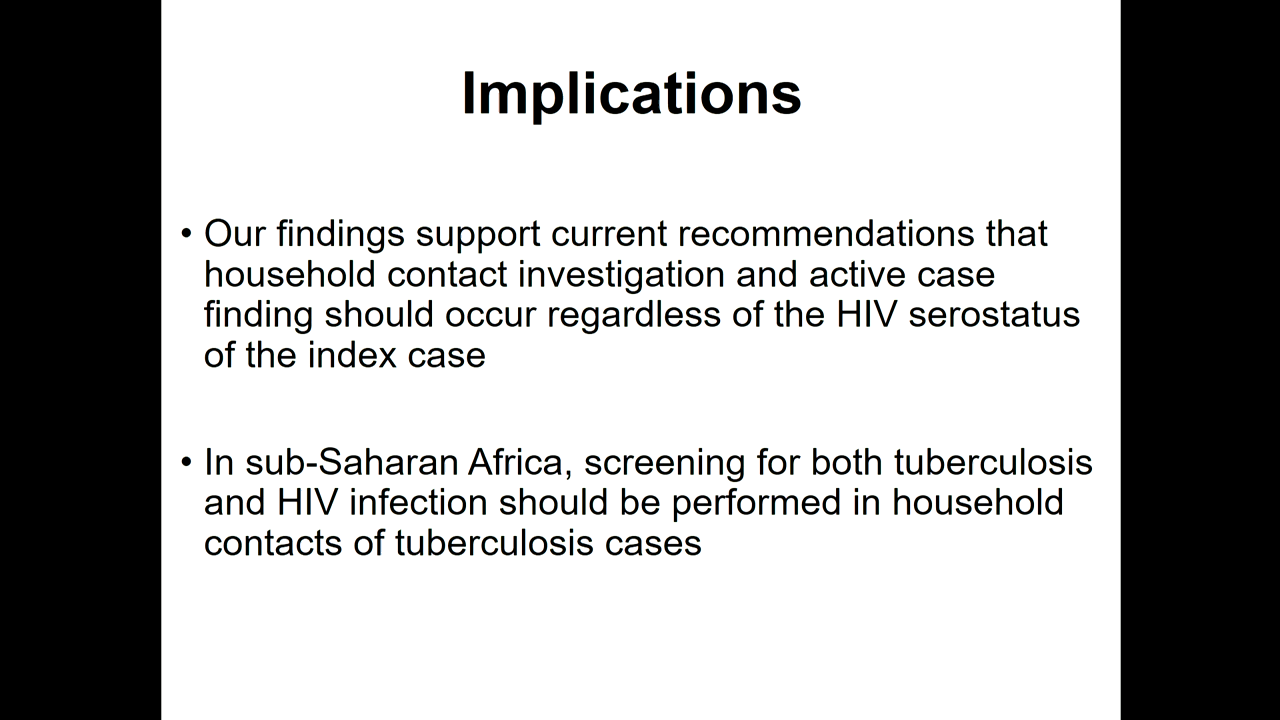 Implications
• Our findings support current recommendations that
household contact investigation and active case
finding should occur regardless of the HIV serostatus
of the index case
• In sub-Saharan Africa, screening for both tuberculosis
and HIV infection should be performed in household
contacts of tuberculosis cases